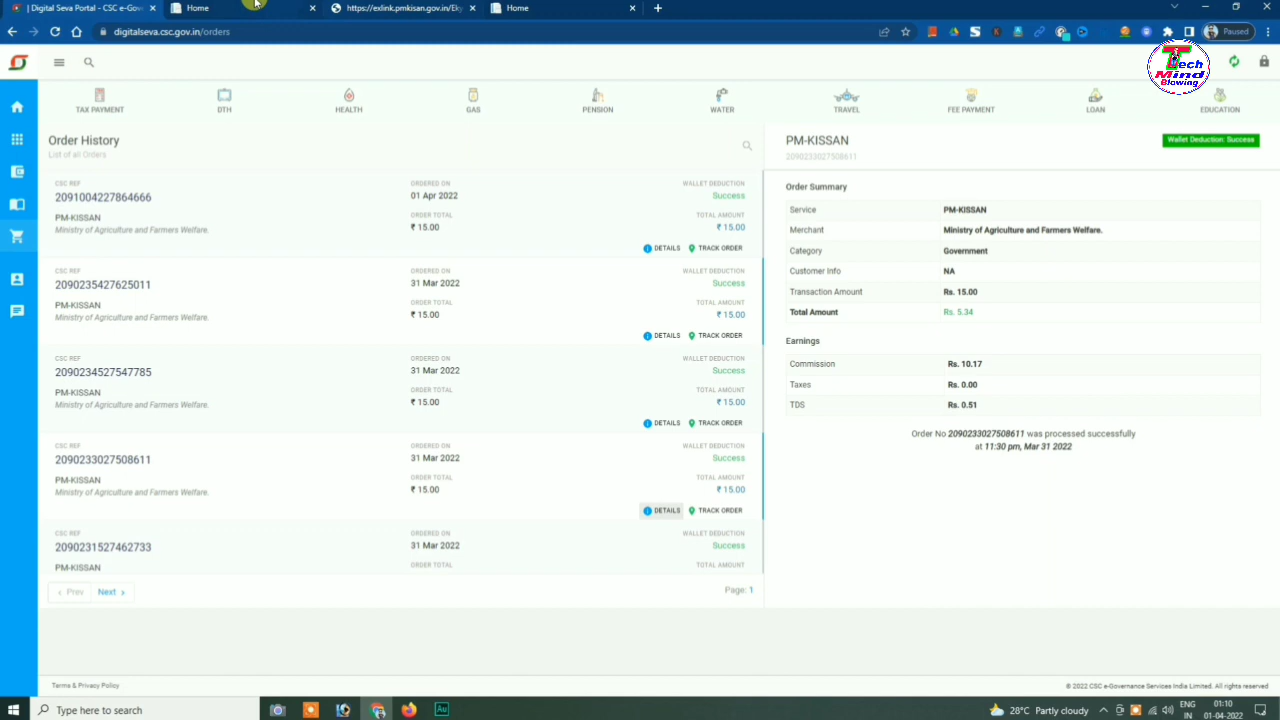 | Digital Seva Portal - CSC e-Gov
Home
https://exlink.pmkisan.gov.in/Eky
Home
digitalseva.csc.gov.in/orders
Paused
Tech
Mind
Blowing
TAX PAYMENT
DTH
HEALTH
GAS
PENSION
WATER
TRAVEL
FEE PAYMENT
LOAN
EDUCATION
Order History
List of all Orders
CSC REF
ORDERED ON
WALLET DEDUCTION
2091004227864666
01 Apr 2022
Success
PM-KISSAN
ORDER TOTAL
TOTAL AMOUNT
Ministry of Agriculture and Farmers Welfare.
₹ 15.00
₹ 15.00
DETAILS
TRACK ORDER
CSC REF
ORDERED ON
WALLET DEDUCTION
2090235427625011
31 Mar 2022
Success
PM-KISSAN
ORDER TOTAL
TOTAL AMOUNT
Ministry of Agriculture and Farmers Welfare.
₹ 15.00
₹ 15.00
DETAILS
TRACK ORDER
CSC REF
ORDERED ON
WALLET DEDUCTION
2090234527547785
31 Mar 2022
Success
PM-KISSAN
ORDER TOTAL
TOTAL AMOUNT
Ministry of Agriculture and Farmers Welfare.
₹ 15.00
₹ 15.00
DETAILS
TRACK ORDER
CSC REF
ORDERED ON
WALLET DEDUCTION
2090233027508611
31 Mar 2022
Success
PM-KISSAN
ORDER TOTAL
TOTAL AMOUNT
Ministry of Agriculture and Farmers Welfare.
₹ 15.00
₹ 15.00
DETAILS
TRACK ORDER
CSC REF
ORDERED ON
WALLET DEDUCTION
2090231527462733
31 Mar 2022
Success
PM-KISSAN
ORDER TOTAL
TOTAL AMOUNT
‹ Prev
Next ›
Page: 1
PM-KISSAN
2090233027508611
Wallet Deduction: Success
Order Summary
Service PM-KISSAN
Merchant Ministry of Agriculture and Farmers Welfare.
Category Government
Customer Info NA
Transaction Amount Rs. 15.00
Total Amount Rs. 5.34
Earnings
Commission Rs. 10.17
Taxes Rs. 0.00
TDS Rs. 0.51
Order No 2090233027508611 was processed successfully
at 11:30 pm, Mar 31 2022
Terms & Privacy Policy
© 2022 CSC e-Governance Services India Limited. All rights reserved
Type here to search
Au
28°C Partly cloudy
ENG
IN
01:10
01-04-2022